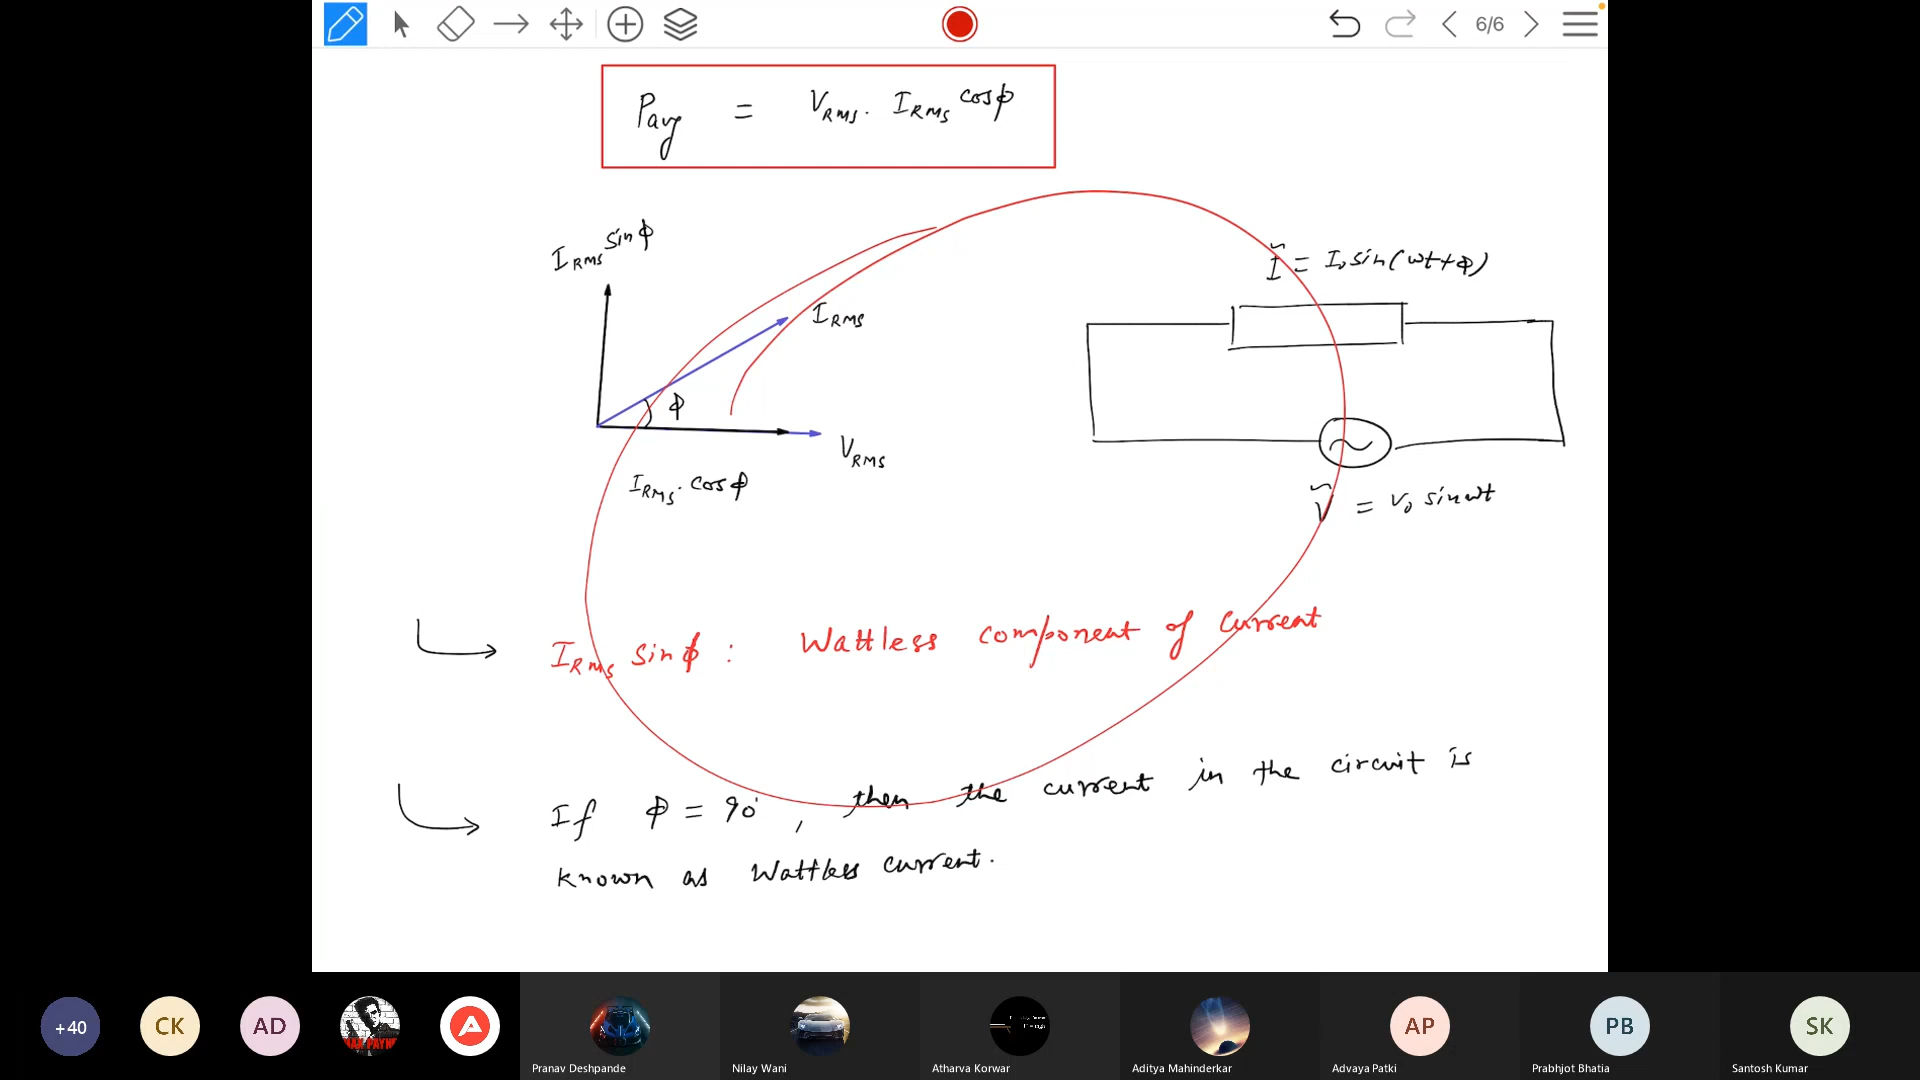 6/6
Pavg = VRMS. IRMS cosϕ
IRMS sinϕ
Ĩ = I₀ sin(ωt+ϕ)
IRMS
ϕ
VRMS
IRMS. cosϕ
Ṽ = V₀ sinωt
IRMS sinϕ : Wattless component of current
If ϕ = 90°, then the current in the circuit is
known as Wattless current.
+40
CK
AD
MAX PAYNE
AP
PB
SK
Pranav Deshpande
Nilay Wani
Atharva Korwar
Aditya Mahinderkar
Advaya Patki
Prabhjot Bhatia
Santosh Kumar